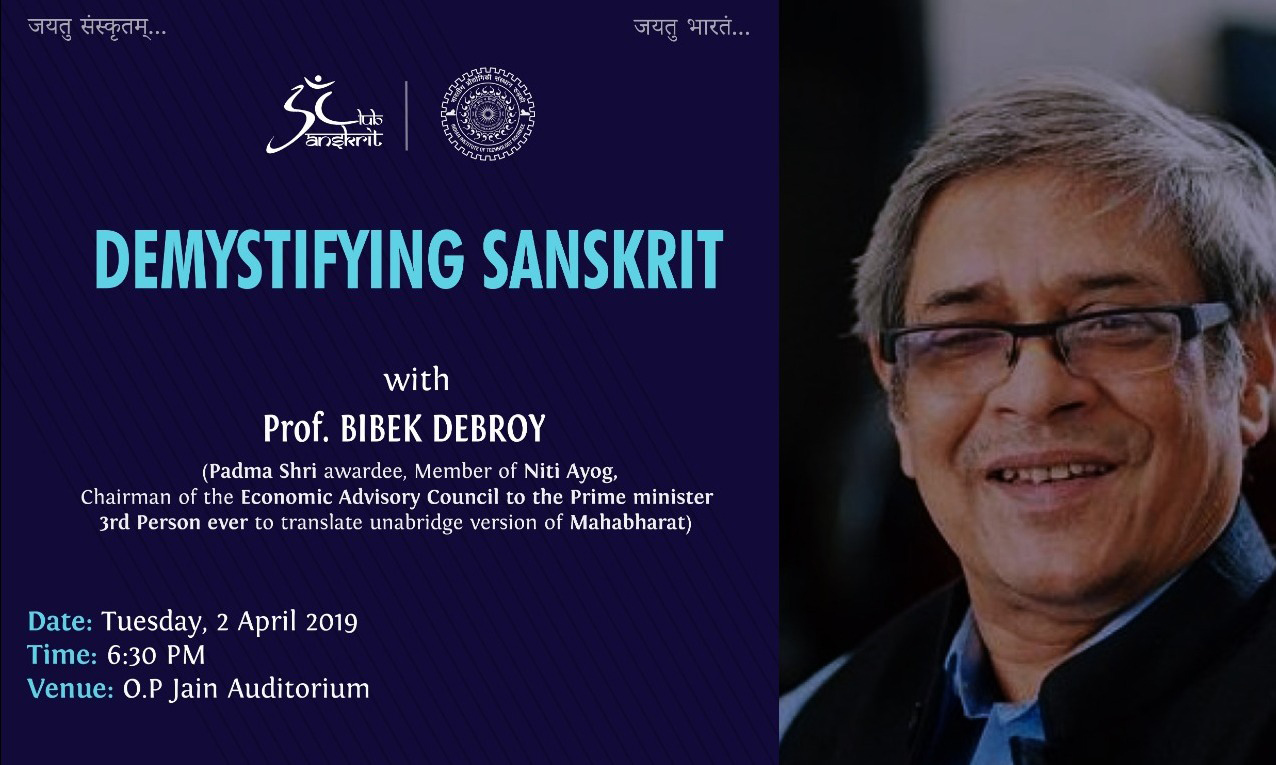 जयतु संस्कृतम्...
जयतु भारतं...
Sanskrit Club
DEMYSTIFYING SANSKRIT
with
Prof. BIBEK DEBROY
(Padma Shri awardee, Member of Niti Ayog,
Chairman of the Economic Advisory Council to the Prime minister
3rd Person ever to translate unabridge version of Mahabharat)
Date: Tuesday, 2 April 2019
Time: 6:30 PM
Venue: O.P Jain Auditorium